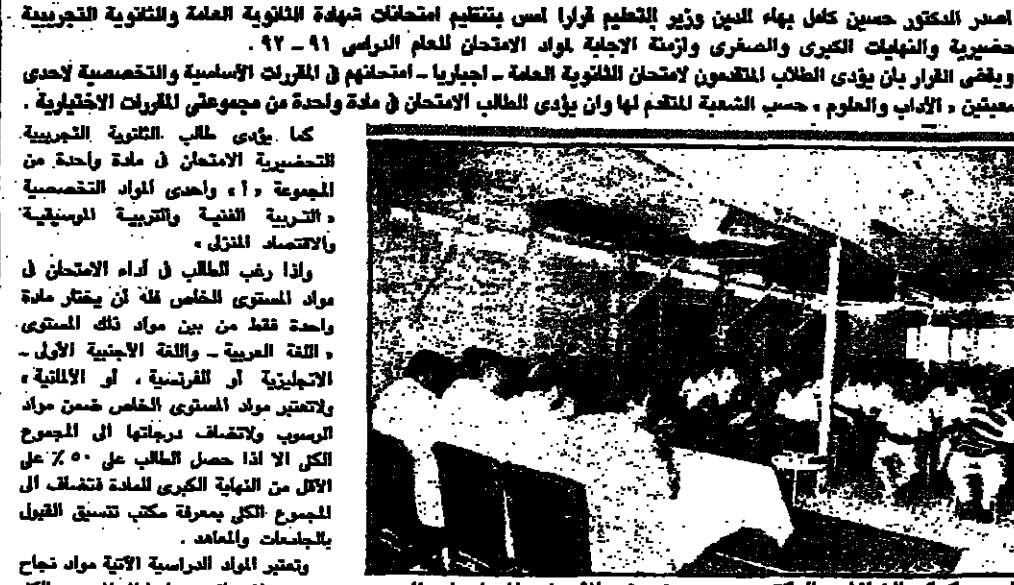 اصدر الدكتور حسين كامل بهاء الدين وزير التعليم قرارا امس بتنظيم امتحانات شهادة الثانوية العامة والثانوية التجريبية
حضيرية والنهايات الكبرى والصغرى وازمنة الاجابة لمواد الامتحان للعام الدراسى ٩١ – ٩٢ .
ويقضى القرار بان يؤدى الطلاب المتقدمون لامتحان الثانوية العامة – اجباريا – امتحانهم فى المقررات الأساسية والتخصصية لاحدى
معبتين « الآداب والعلوم » حسب الشعبة المتقدم لها وان يؤدى الطالب الامتحان فى مادة واحدة من مجموعتى المقررات الاختيارية .
كما يؤدى طالب الثانوية التجريبية
التحضيرية الامتحان فى مادة واحدة من
المجموعة « أ » واحدى المواد التخصصية
« التربية الفنية والتربية الموسيقية
والاقتصاد المنزلى »
واذا رغب الطالب فى أداء الامتحان فى
مواد المستوى الخاص فله أن يختار مادة
واحدة فقط من بين مواد ذلك المستوى
« اللغة العربية – واللغة الأجنبية الأولى –
الانجليزية أو الفرنسية ، أو الألمانية »
ولاتعتبر مواد المستوى الخاص ضمن مواد
الرسوب ولاتضاف درجاتها الى المجموع
الكلى الا اذا حصل الطالب على ٥٠ ٪ على
الأقل من النهاية الكبرى للمادة فتضاف الى
المجموع الكلى بمعرفة مكتب تنسيق القبول
بالجامعات والمعاهد .
وتعتبر المواد الدراسية الآتية مواد نجاح